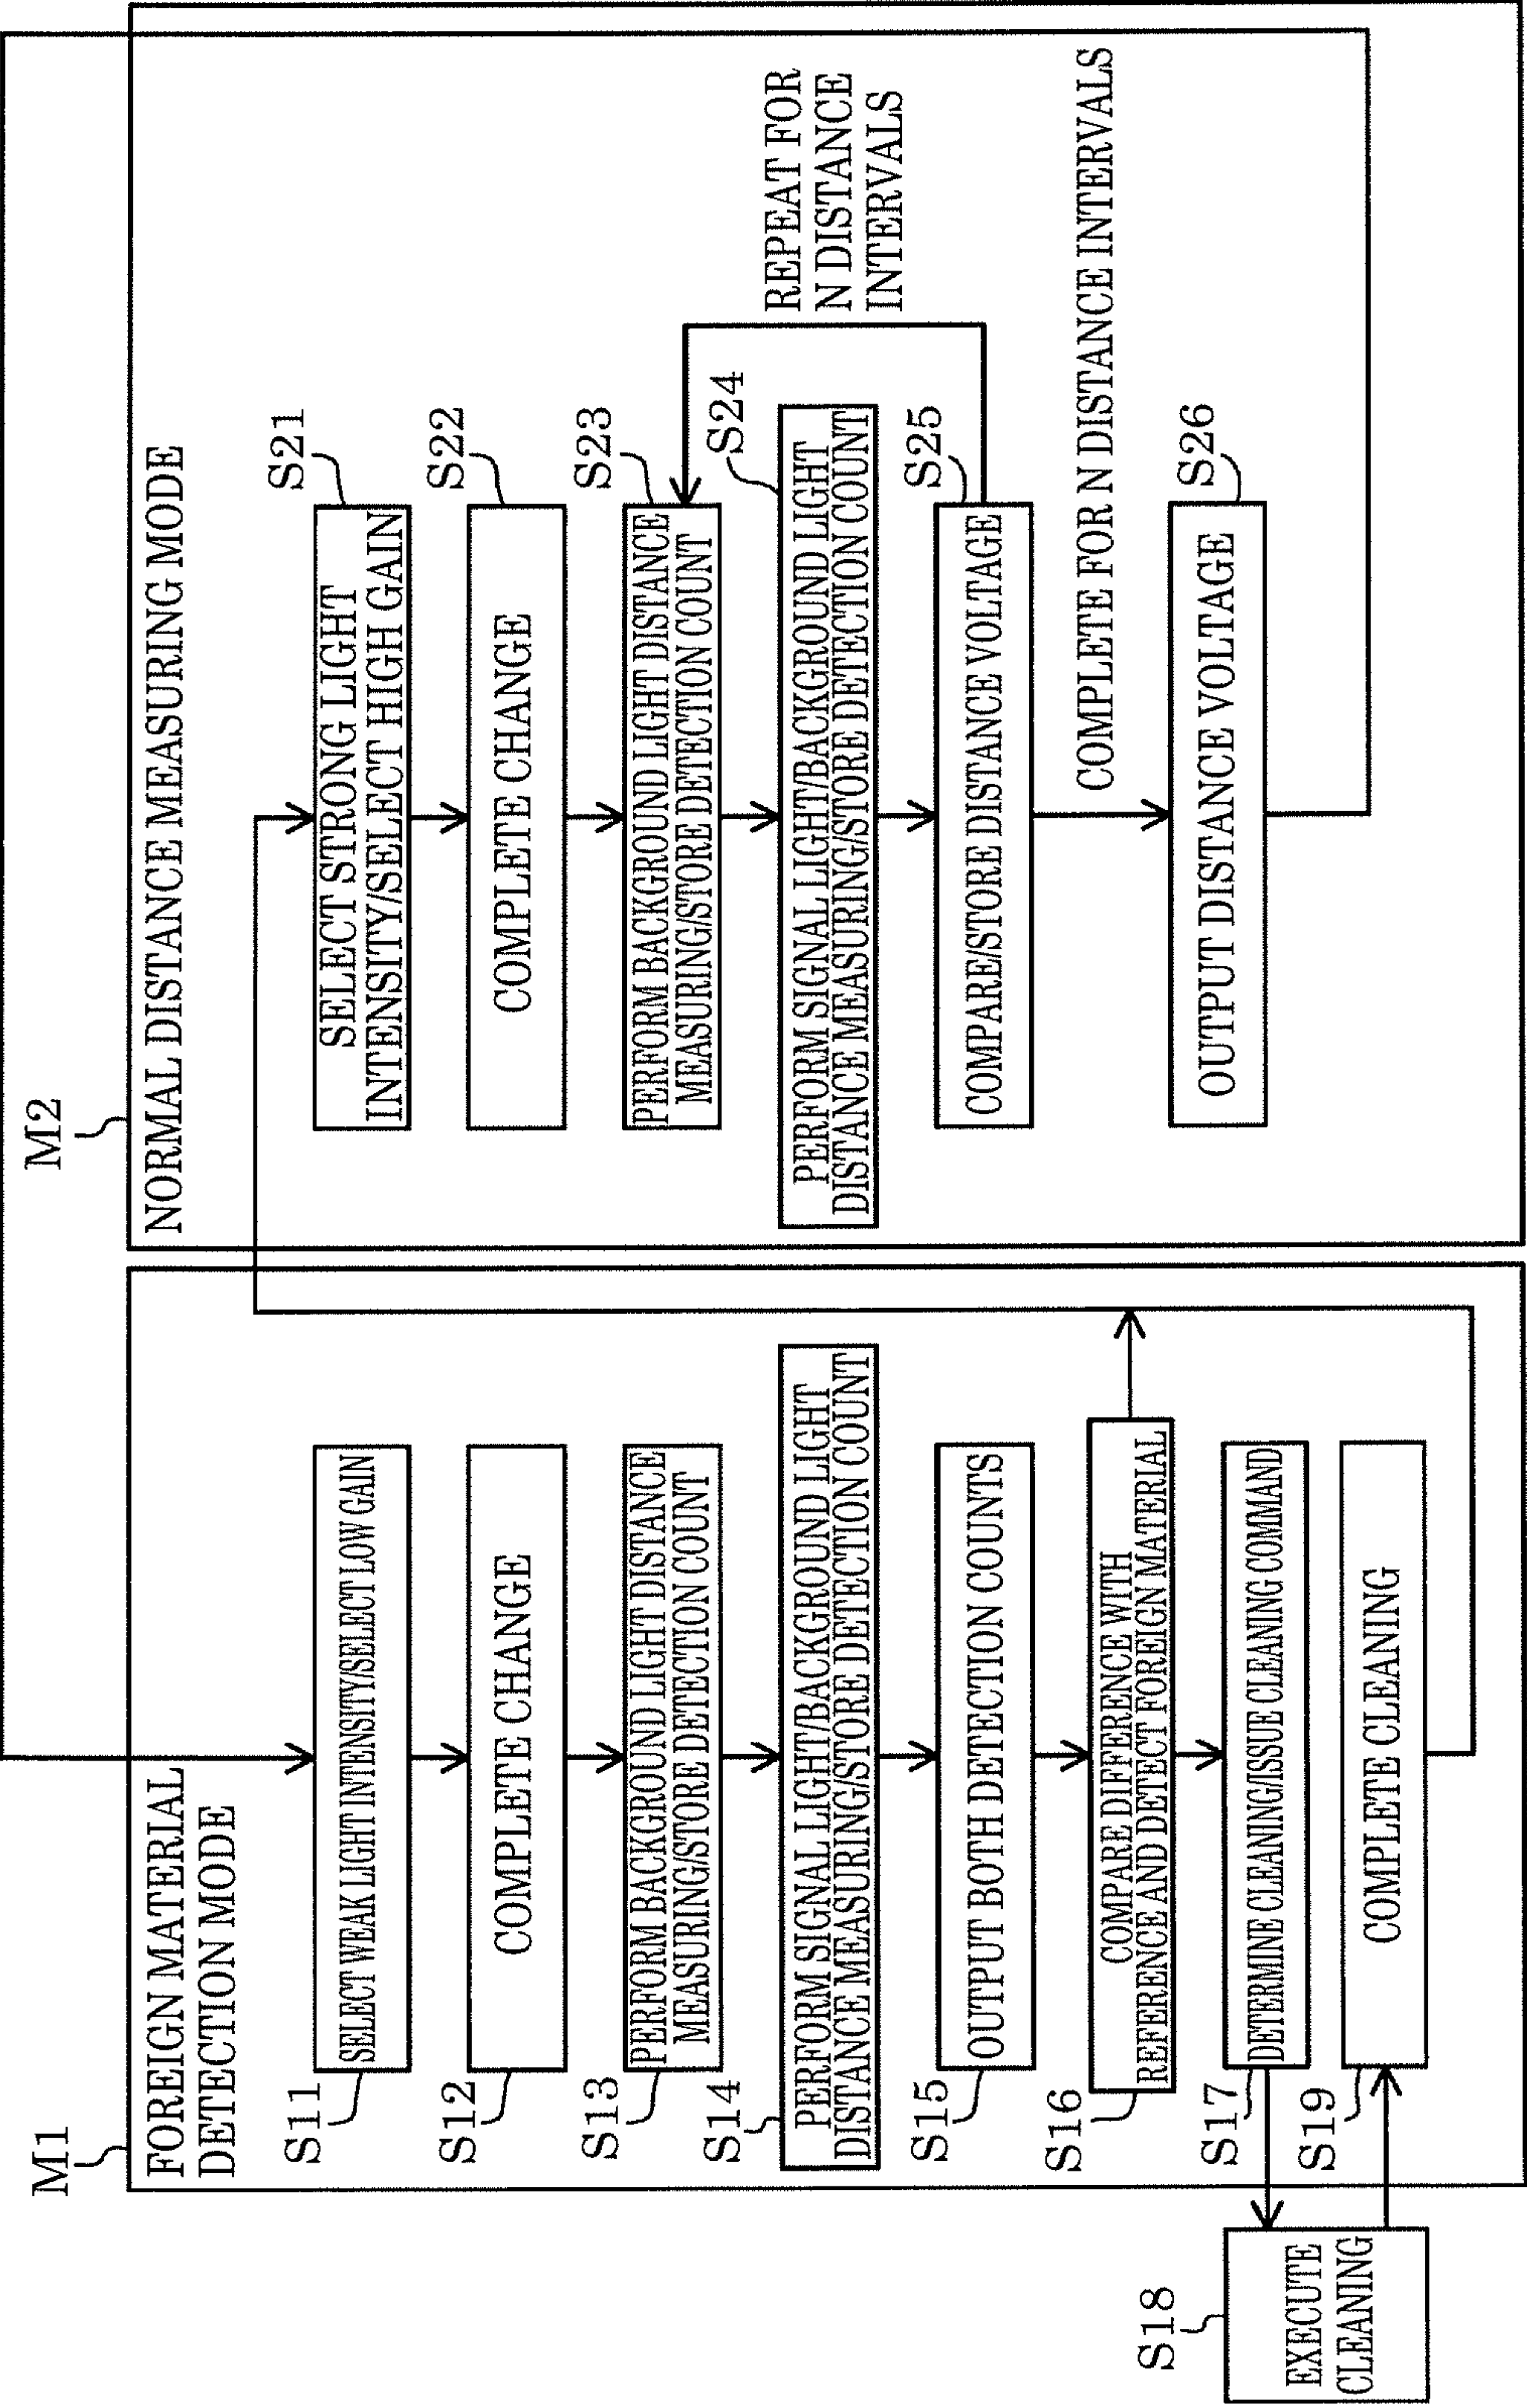 M1
FOREIGN MATERIAL
DETECTION MODE
S11
SELECT WEAK LIGHT INTENSITY/SELECT LOW GAIN
S12
COMPLETE CHANGE
S13
PERFORM BACKGROUND LIGHT DISTANCE
MEASURING/STORE DETECTION COUNT
S14
PERFORM SIGNAL LIGHT/BACKGROUND LIGHT
DISTANCE MEASURING/STORE DETECTION COUNT
S15
OUTPUT BOTH DETECTION COUNTS
S16
COMPARE DIFFERENCE WITH
REFERENCE AND DETECT FOREIGN MATERIAL
S17
DETERMINE CLEANING/ISSUE CLEANING COMMAND
S18
EXECUTE
CLEANING
S19
COMPLETE CLEANING
M2
NORMAL DISTANCE MEASURING MODE
S21
SELECT STRONG LIGHT
INTENSITY/SELECT HIGH GAIN
S22
COMPLETE CHANGE
S23
PERFORM BACKGROUND LIGHT DISTANCE
MEASURING/STORE DETECTION COUNT
S24
PERFORM SIGNAL LIGHT/BACKGROUND LIGHT
DISTANCE MEASURING/STORE DETECTION COUNT
REPEAT FOR
N DISTANCE
INTERVALS
S25
COMPARE/STORE DISTANCE VOLTAGE
COMPLETE FOR N DISTANCE INTERVALS
S26
OUTPUT DISTANCE VOLTAGE